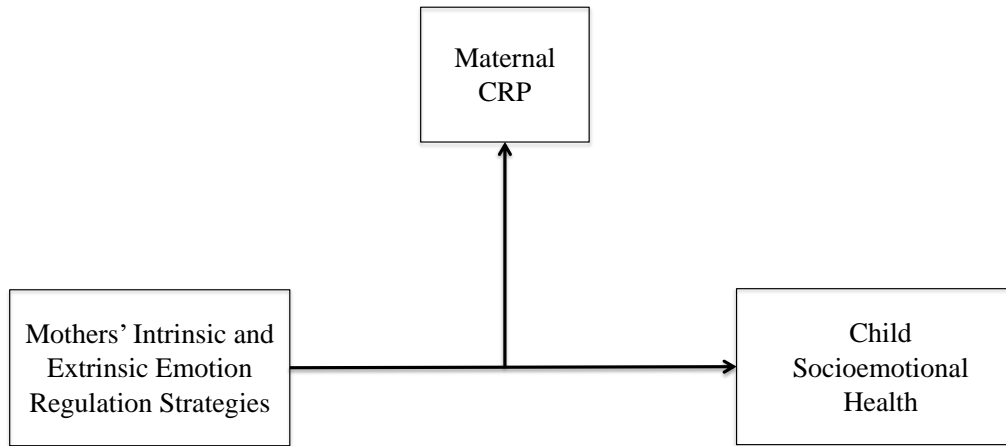 Maternal
CRP
Mothers’ Intrinsic and
Extrinsic Emotion
Regulation Strategies
Child
Socioemotional
Health